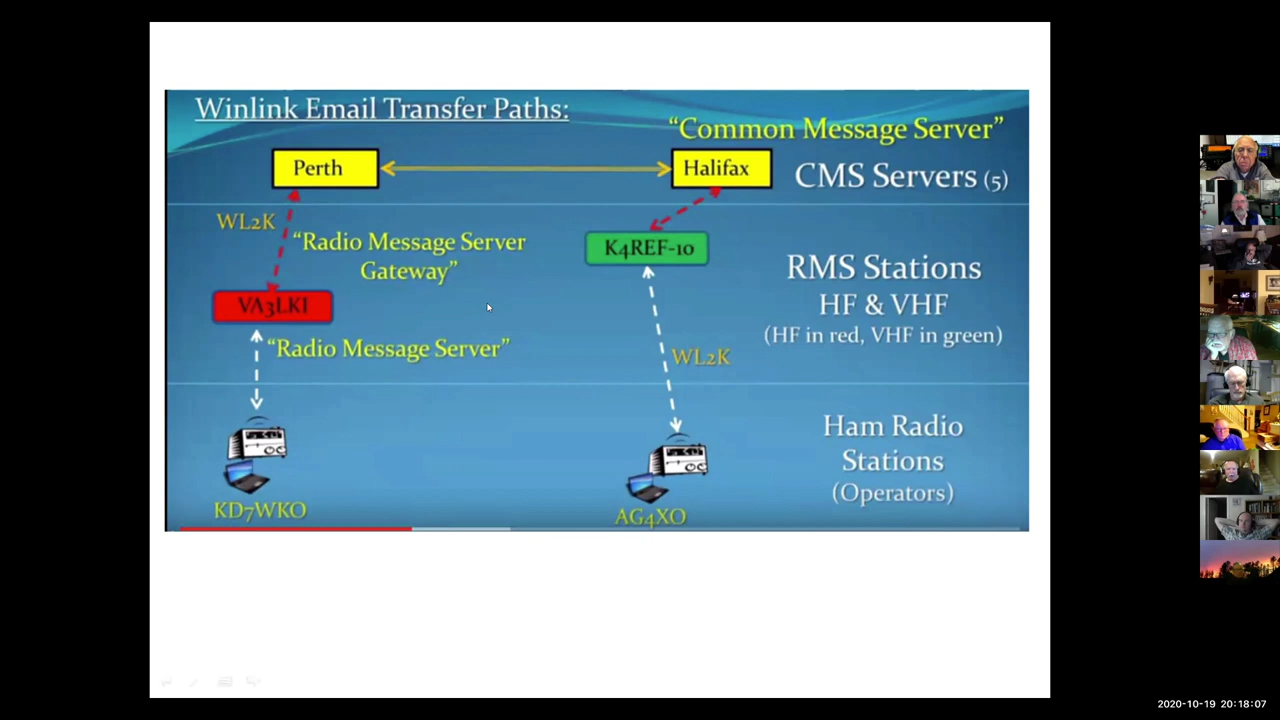 Winlink Email Transfer Paths:
“Common Message Server”
Perth
Halifax
CMS Servers (5)
WL2K
“Radio Message Server
Gateway”
K4REF-10
RMS Stations
HF & VHF
(HF in red, VHF in green)
VA3LKI
“Radio Message Server”
WL2K
Ham Radio
Stations
(Operators)
KD7WKO
AG4XO
2020-10-19 20:18:07